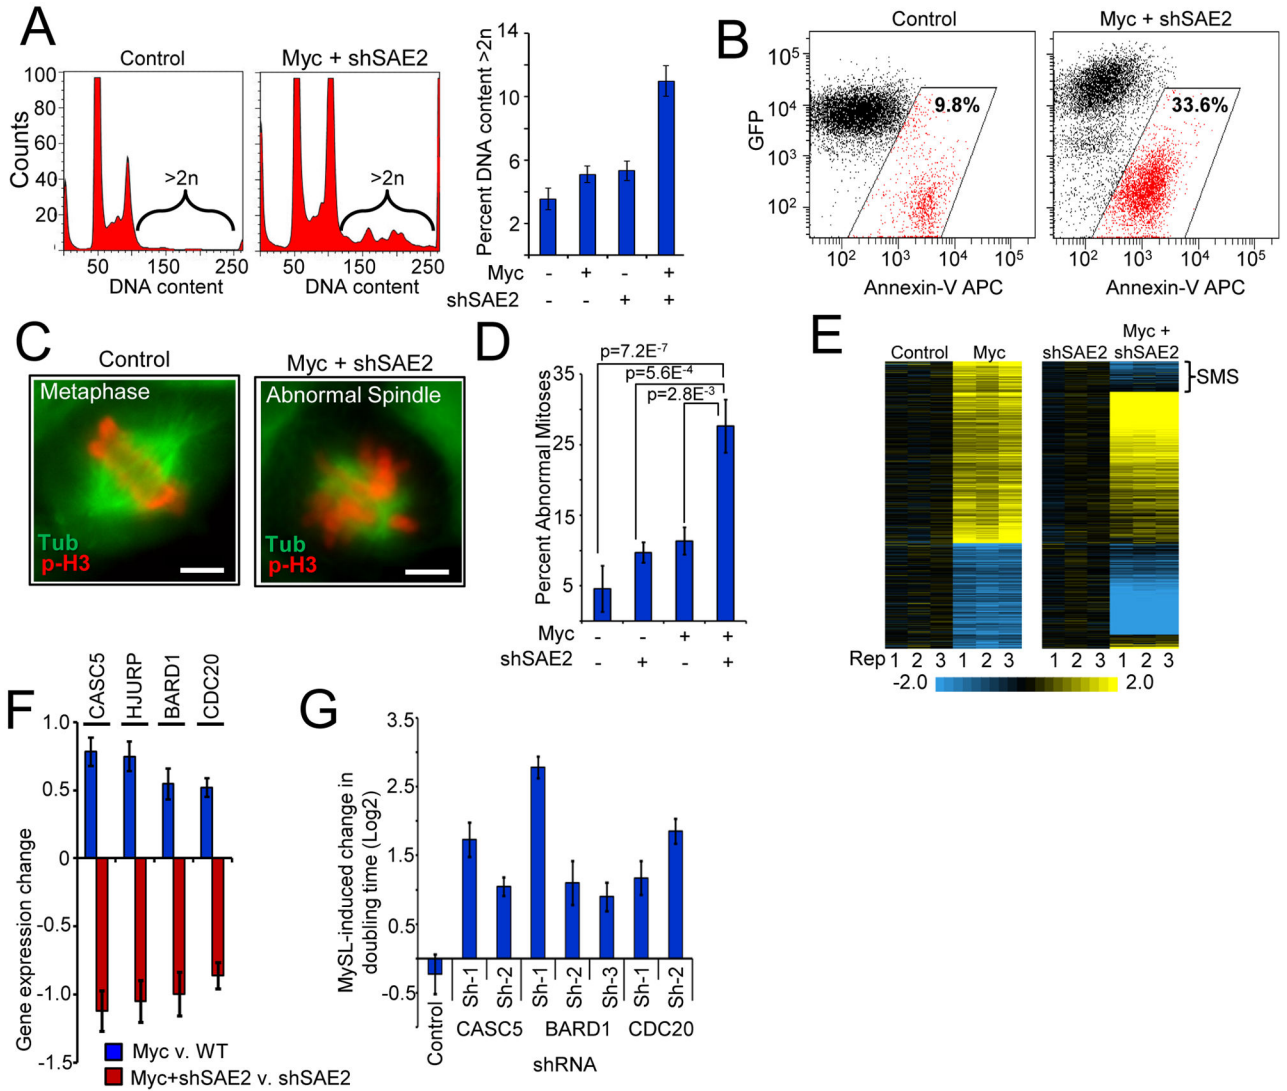 A
Control
Myc + shSAE2
Counts
100
80
60
40
20
>2n
>2n
50
150
250
50
150
250
DNA content
DNA content
Percent DNA content >2n
14
10
6
2
Myc - + - +
shSAE2 - - + +
B
Control
Myc + shSAE2
GFP
10^5
10^4
10^3
10^2
9.8%
33.6%
10^2 10^3 10^4 10^5
10^2 10^3 10^4 10^5
Annexin-V APC
Annexin-V APC
C
Control
Myc + shSAE2
Metaphase
Abnormal Spindle
Tub
p-H3
Tub
p-H3
D
p=7.2E^-7
p=5.6E^-4
p=2.8E^-3
Percent Abnormal Mitoses
35
25
15
5
Myc - - + +
shSAE2 - + - +
E
Control
Myc
shSAE2
Myc +
shSAE2
SMS
Rep 1 2 3 1 2 3 1 2 3 1 2 3
-2.0
2.0
F
CASC5
HJURP
BARD1
CDC20
Gene expression change
1.0
0.5
0
-0.5
-1.0
-1.5
Myc v. WT
Myc+shSAE2 v. shSAE2
G
MySL-induced change in
doubling time (Log2)
3.5
2.5
1.5
0.5
-0.5
Control
Sh-1
Sh-2
Sh-1
Sh-2
Sh-3
Sh-1
Sh-2
CASC5
BARD1
CDC20
shRNA